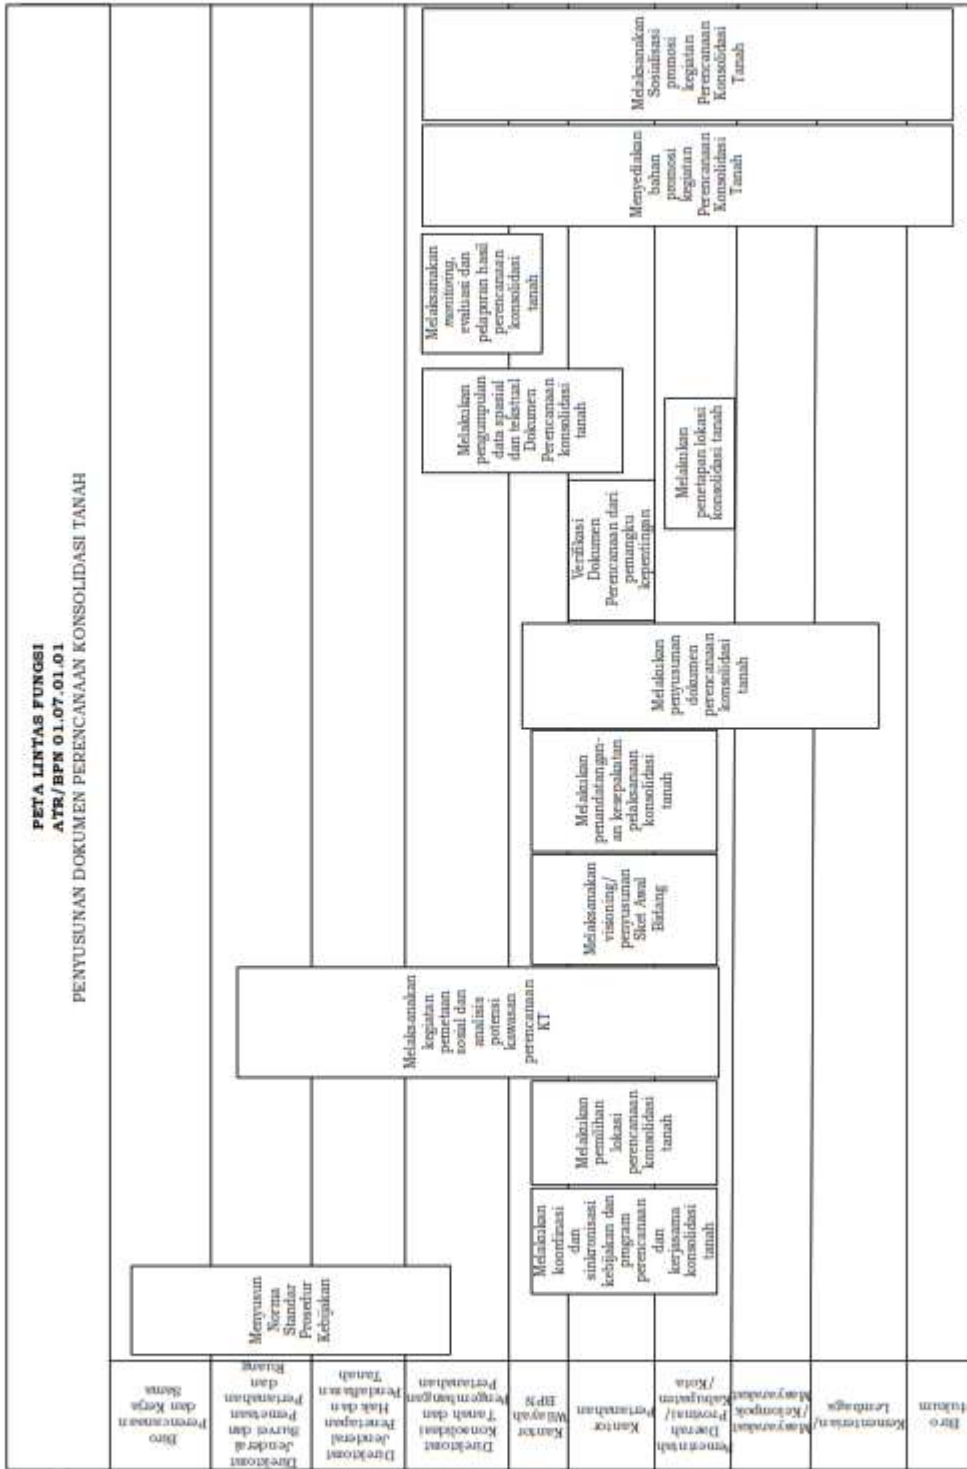 PETA LINTAS FUNGSI
ATR/BPN 01.07.01.01
PENYUSUNAN DOKUMEN PERENCANAAN KONSOLIDASI TANAH
Biro
Perencanaan
dan Kerja
Sama
Direktorat
Jenderal
Survei dan
Pemetaan
Pertanahan
dan
Ruang
Direktorat
Jenderal
Penetapan
Hak dan
Pendaftaran
Tanah
Direktorat
Konsolidasi
Tanah dan
Pengembangan
Pertanahan
Kantor
Wilayah
BPN
Kantor
Pertanahan
Pemerintah
Daerah
Provinsi/
Kabupaten
/Kota
Masyarakat
/Kelompok
Masyarakat
Kementerian/
Lembaga
Biro
Hukum
Menyusun
Norma
Standar
Prosedur
Kebijakan
Melakukan
koordinasi
dan
sinkronisasi
kebijakan dan
program
perencanaan
dan
kerjasama
konsolidasi
tanah
Melakukan
pemilihan
lokasi
perencanaan
konsolidasi
tanah
Melaksanakan
kegiatan
pemetaan
sosial dan
analisis
potensi
kawasan
perencanaan
KT
Melaksanakan
visioning/
penyusunan
Sket Awal
Bidang
Melakukan
penandatangan-
an kesepakatan
pelaksanaan
konsolidasi
tanah
Melakukan
penyusunan
dokumen
perencanaan
konsolidasi
tanah
Verifikasi
Dokumen
Perencanaan dari
pemangku
kepentingan
Melakukan
penetapan lokasi
konsolidasi tanah
Melakukan
pengumpulan
data spasial
dan tekstual
Dokumen
Perencanaan
konsolidasi
tanah
Melaksanakan
monitoring,
evaluasi dan
pelaporan hasil
perencanaan
konsolidasi
tanah
Menyediakan
bahan
promosi
kegiatan
Perencanaan
Konsolidasi
Tanah
Melaksanakan
Sosialisasi
promosi
kegiatan
Perencanaan
Konsolidasi
Tanah